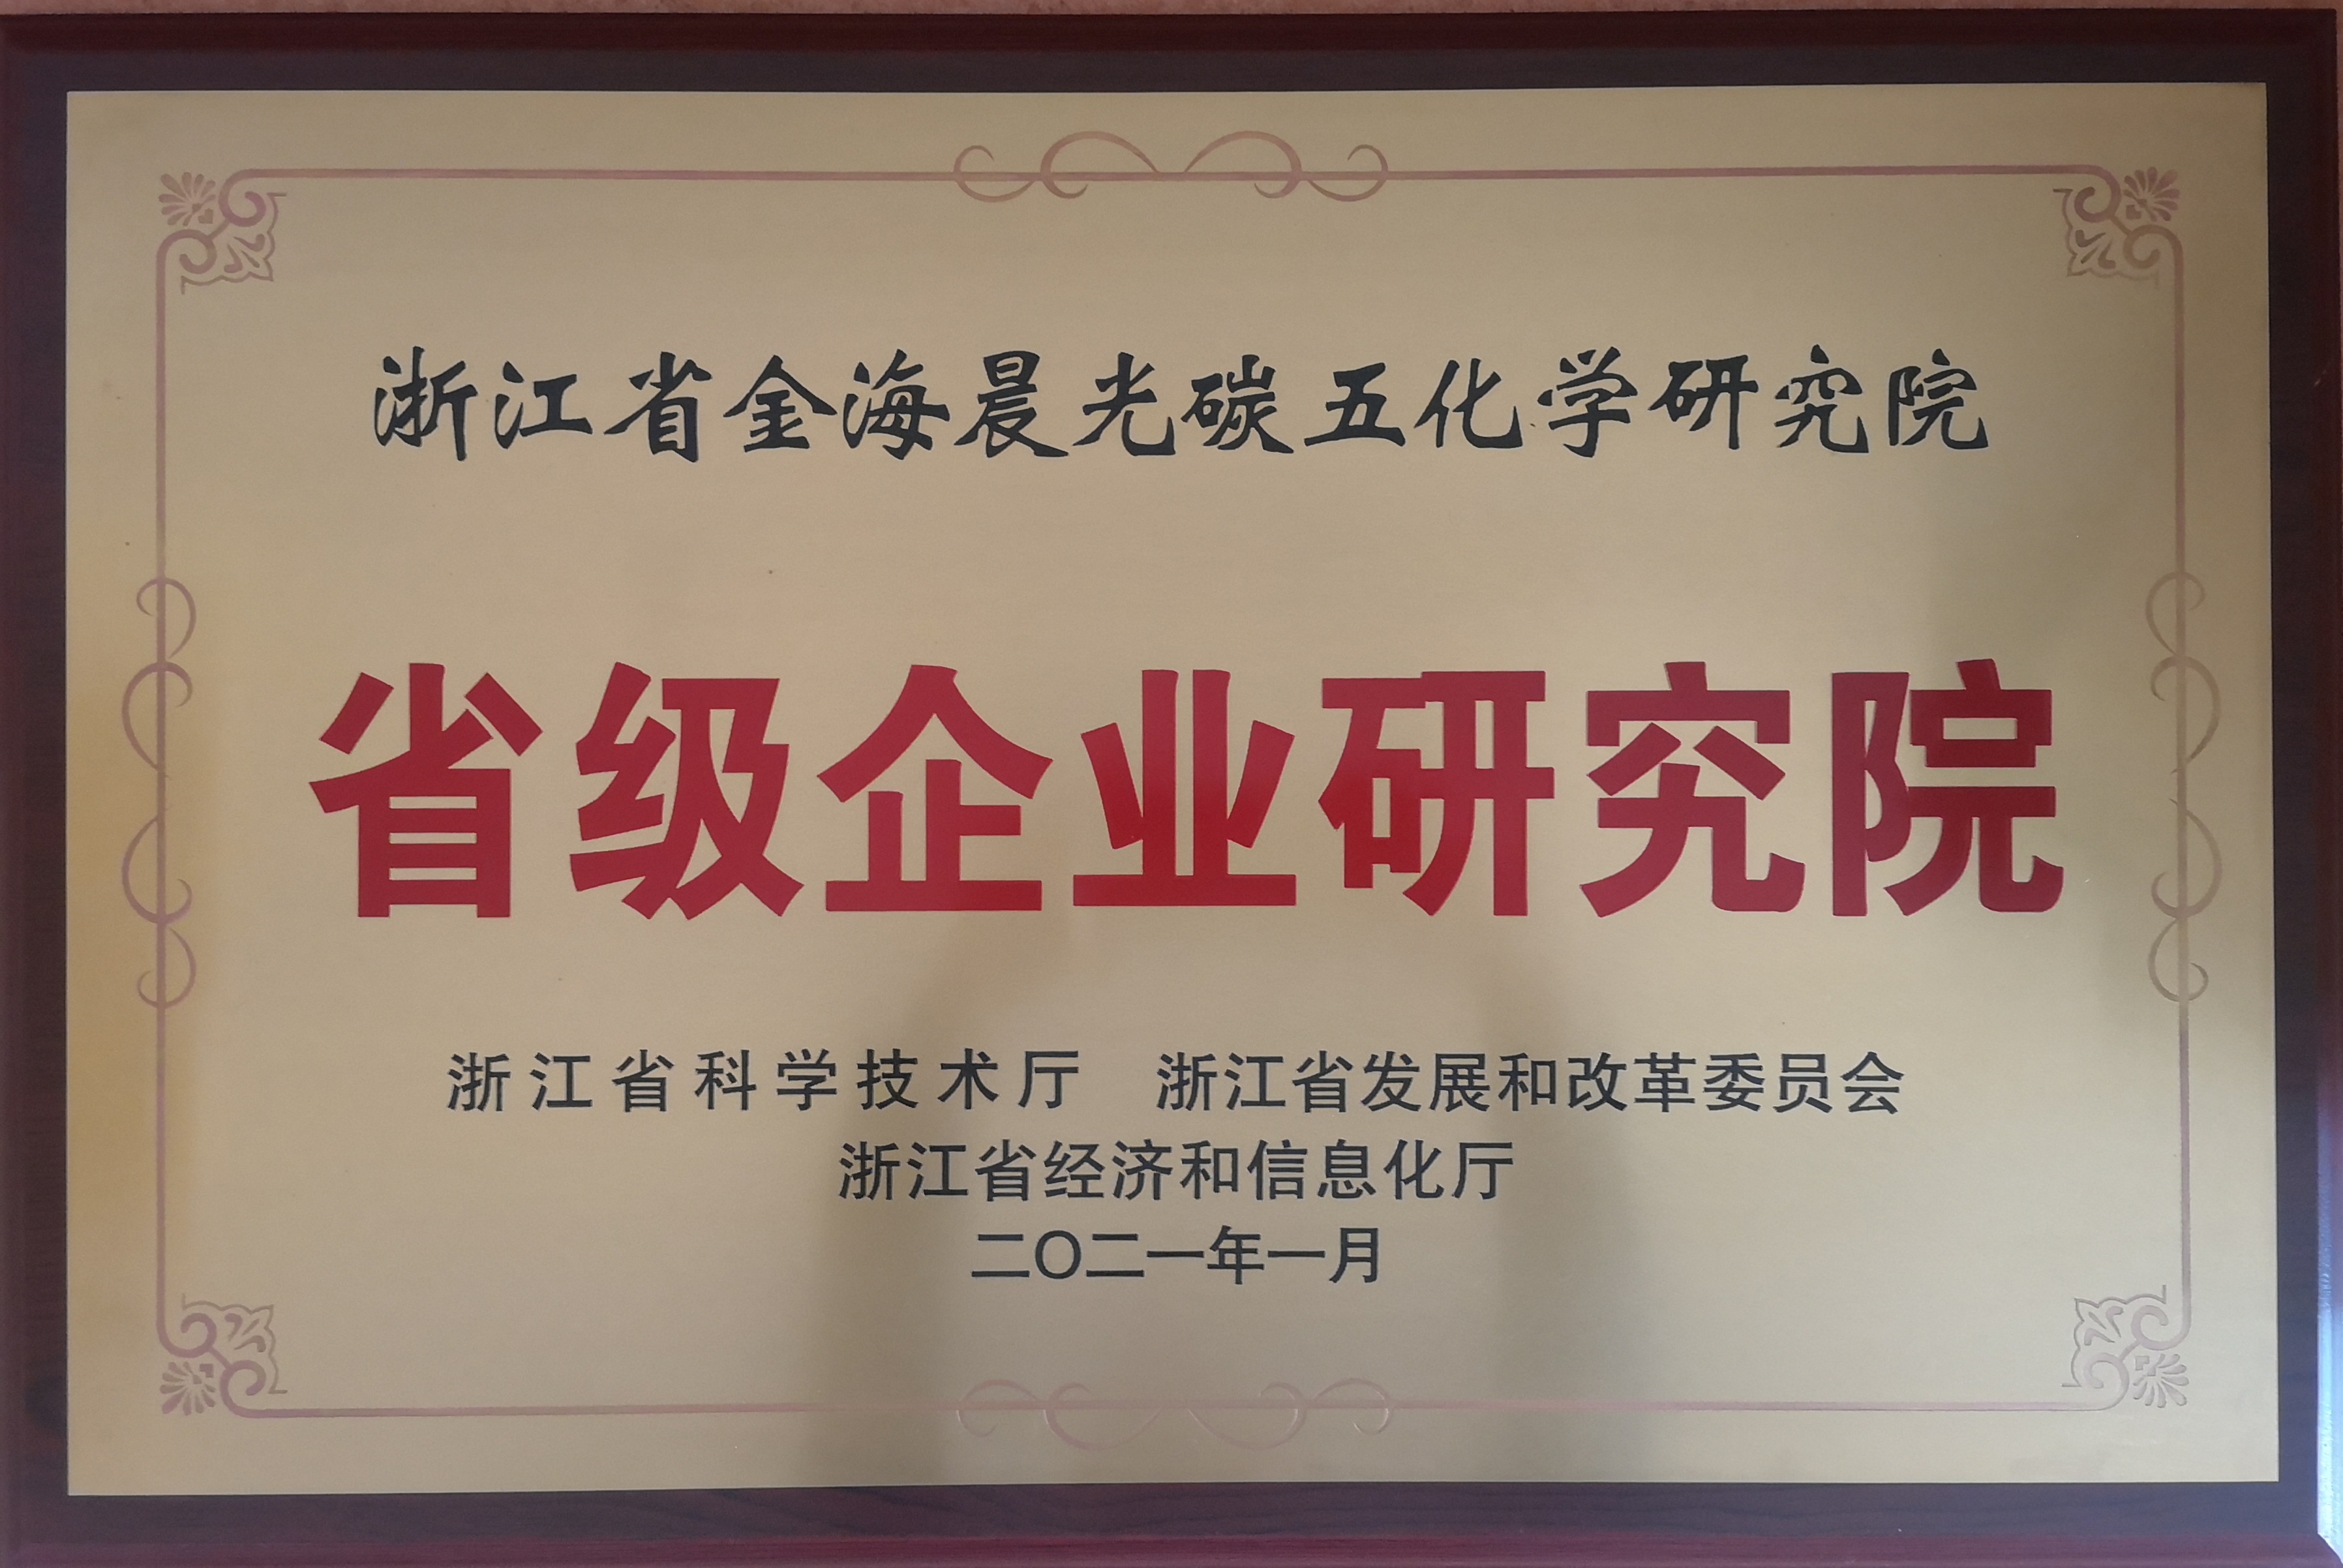 浙江省金海晨光碳五化学研究院
省级企业研究院
浙江省科学技术厅 浙江省发展和改革委员会
浙江省经济和信息化厅
二〇二一年一月